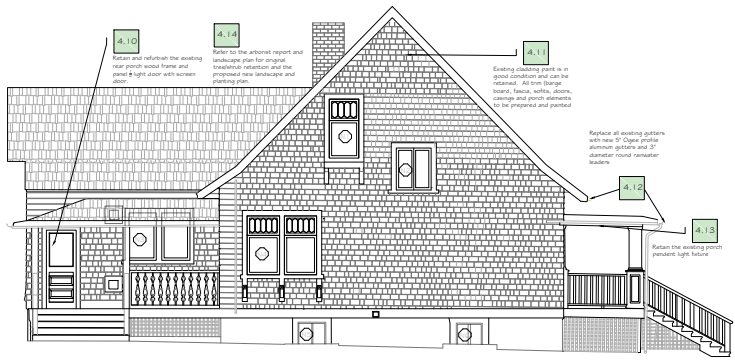 4.10
Retain and refurbish the existing
rear porch wood frame and
panel & light door with screen
door.
4.14
Refer to the arborist report and
landscape plan for original
tree/shrub retention and the
proposed new landscape and
planting plan.
4.11
Existing cladding paint is in
good condition and can be
retained. All trim (barge
board, fascia, soffits, doors,
casings and porch elements
to be prepared and painted
Replace all existing gutters
with new 5" Ogee profile
aluminum gutters and 3"
diameter round rainwater
leaders
4.12
4.13
Retain the existing porch
pendent light fixture